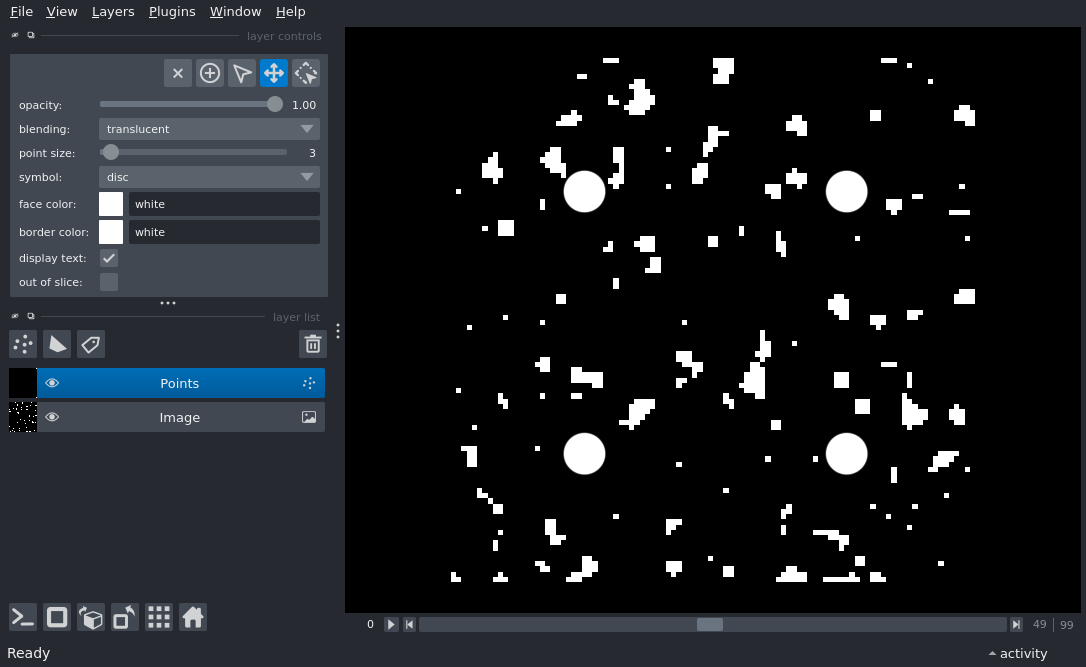 File View Layers Plugins Window Help
layer controls
opacity: 1.00
blending: translucent
point size: 3
symbol: disc
face color: white
border color: white
display text:
out of slice:
layer list
Points
Image
0 49 | 99
Ready activity